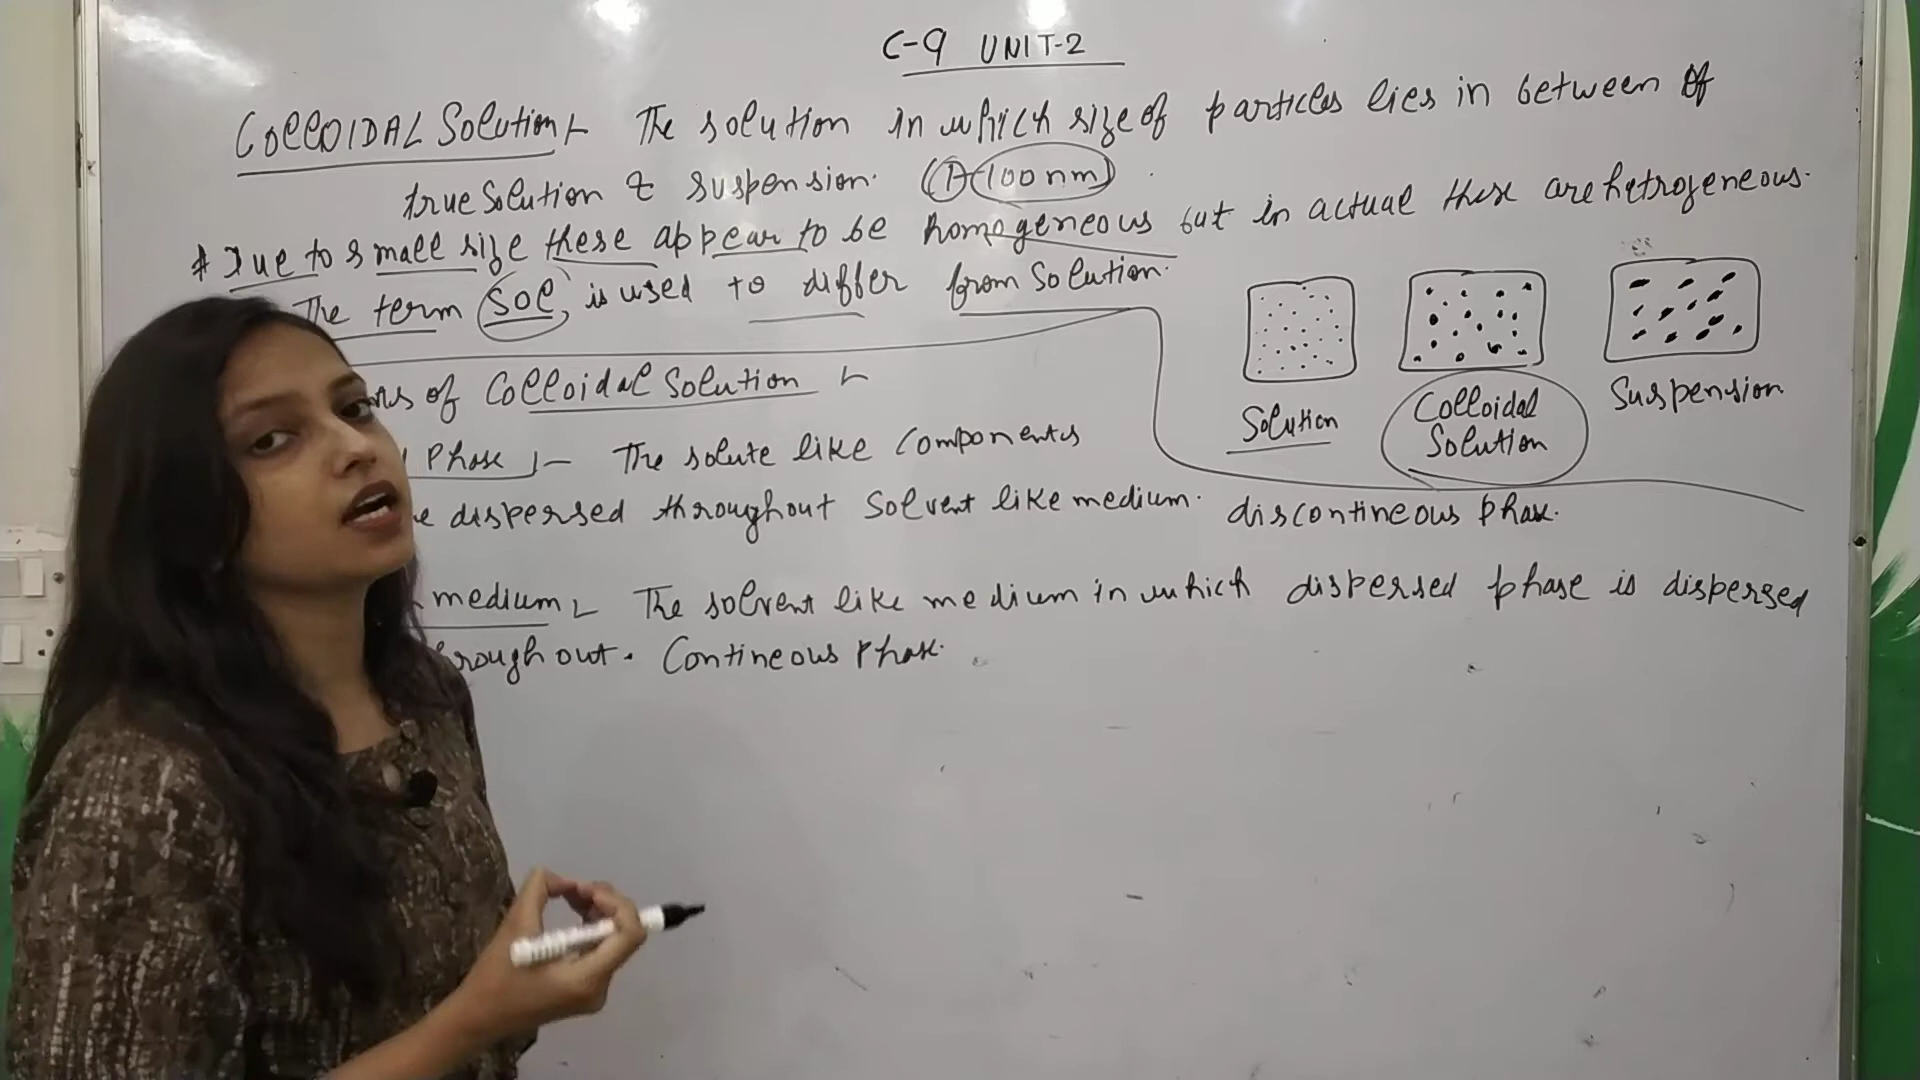 C-9 UNIT-2
COLLOIDAL Solution :- The solution in which size of particles lies in between of
true solution & suspension. (1-100 nm)
* Due to small size these appear to be homogeneous but in actual these are hetrogeneous.
The term 'sol' is used to differ from solution.
of Colloidal Solution :-
Phase :- The solute like components
dispersed throughout solvent like medium. discontineous phase.
medium :- The solvent like medium in which dispersed phase is dispersed
throughout. Contineous Phase.
Solution
Colloidal
Solution
Suspension